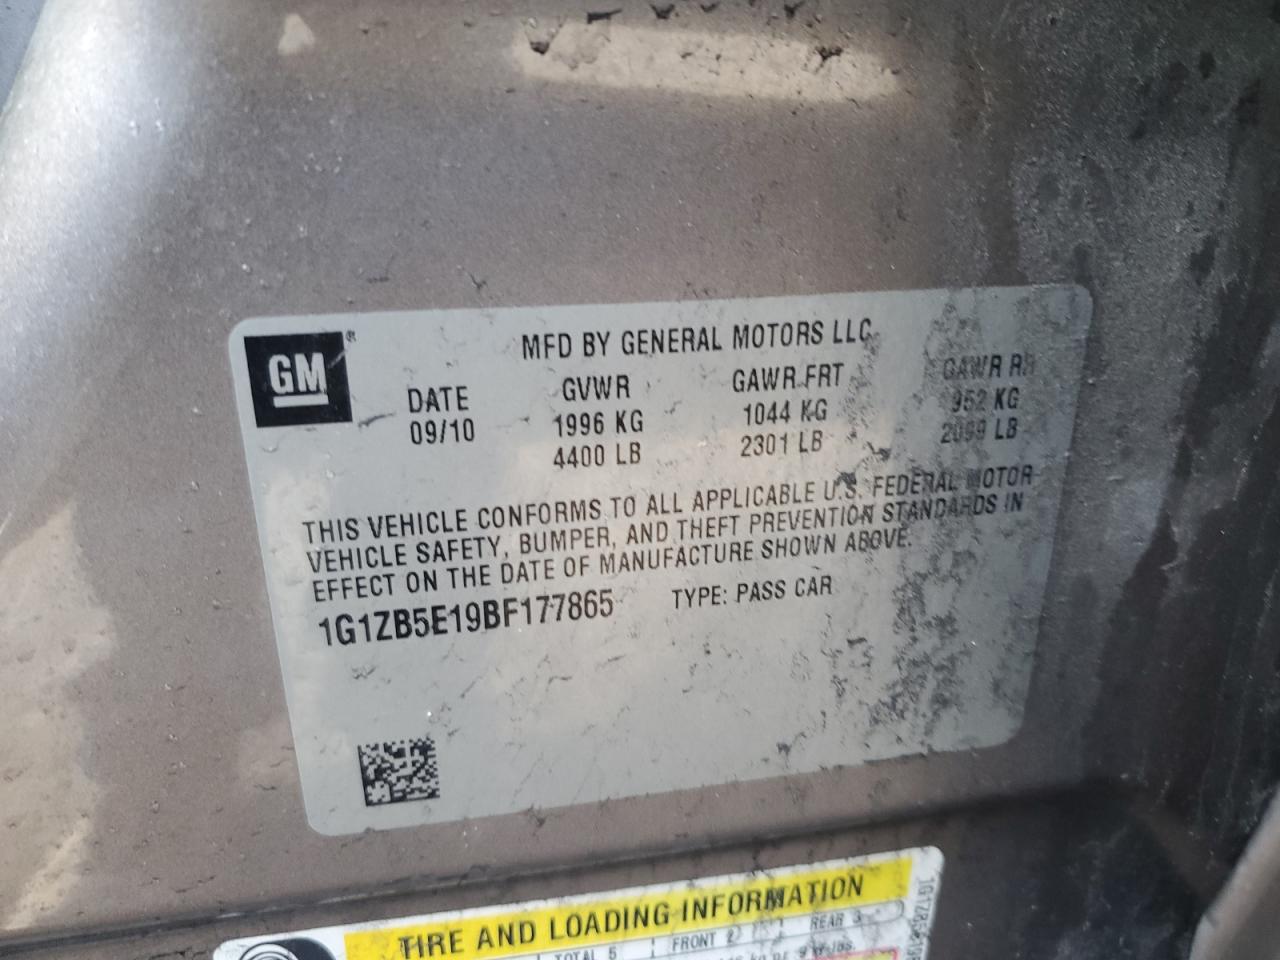 GM®
MFD BY GENERAL MOTORS LLC
DATE GVWR GAWR FRT GAWR RR
09/10 1996 KG 1044 KG 952 KG
4400 LB 2301 LB 2099 LB
THIS VEHICLE CONFORMS TO ALL APPLICABLE U.S. FEDERAL MOTOR
VEHICLE SAFETY, BUMPER, AND THEFT PREVENTION STANDARDS IN
EFFECT ON THE DATE OF MANUFACTURE SHOWN ABOVE.
1G1ZB5E19BF177865 TYPE: PASS CAR
TIRE AND LOADING INFORMATION
TOTAL 5 FRONT 2 REAR 3